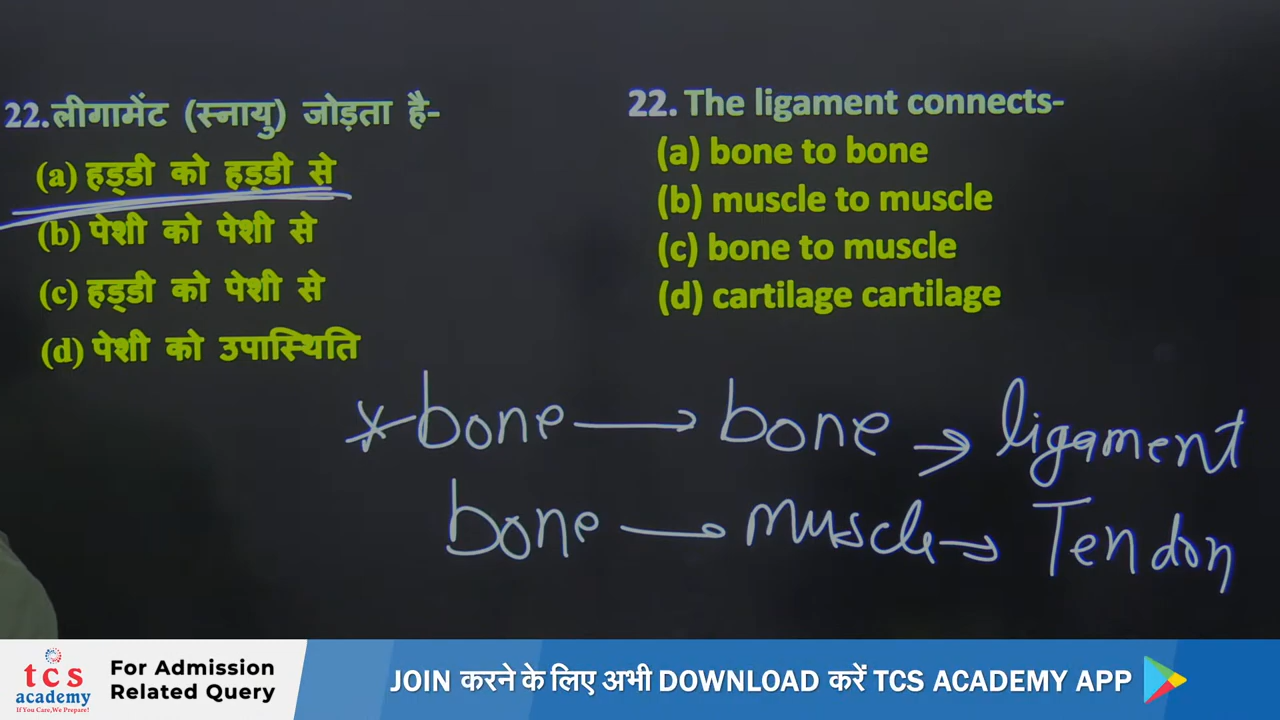 22.लीगामेंट (स्नायु) जोड़ता है-
(a) हड्डी को हड्डी से
(b) पेशी को पेशी से
(c) हड्डी को पेशी से
(d) पेशी को उपास्थिति
22. The ligament connects-
(a) bone to bone
(b) muscle to muscle
(c) bone to muscle
(d) cartilage cartilage
*bone → bone → ligament
bone → muscle → Tendon
tcs
academy
If You Care,We Prepare!
For Admission
Related Query
JOIN करने के लिए अभी DOWNLOAD करें TCS ACADEMY APP